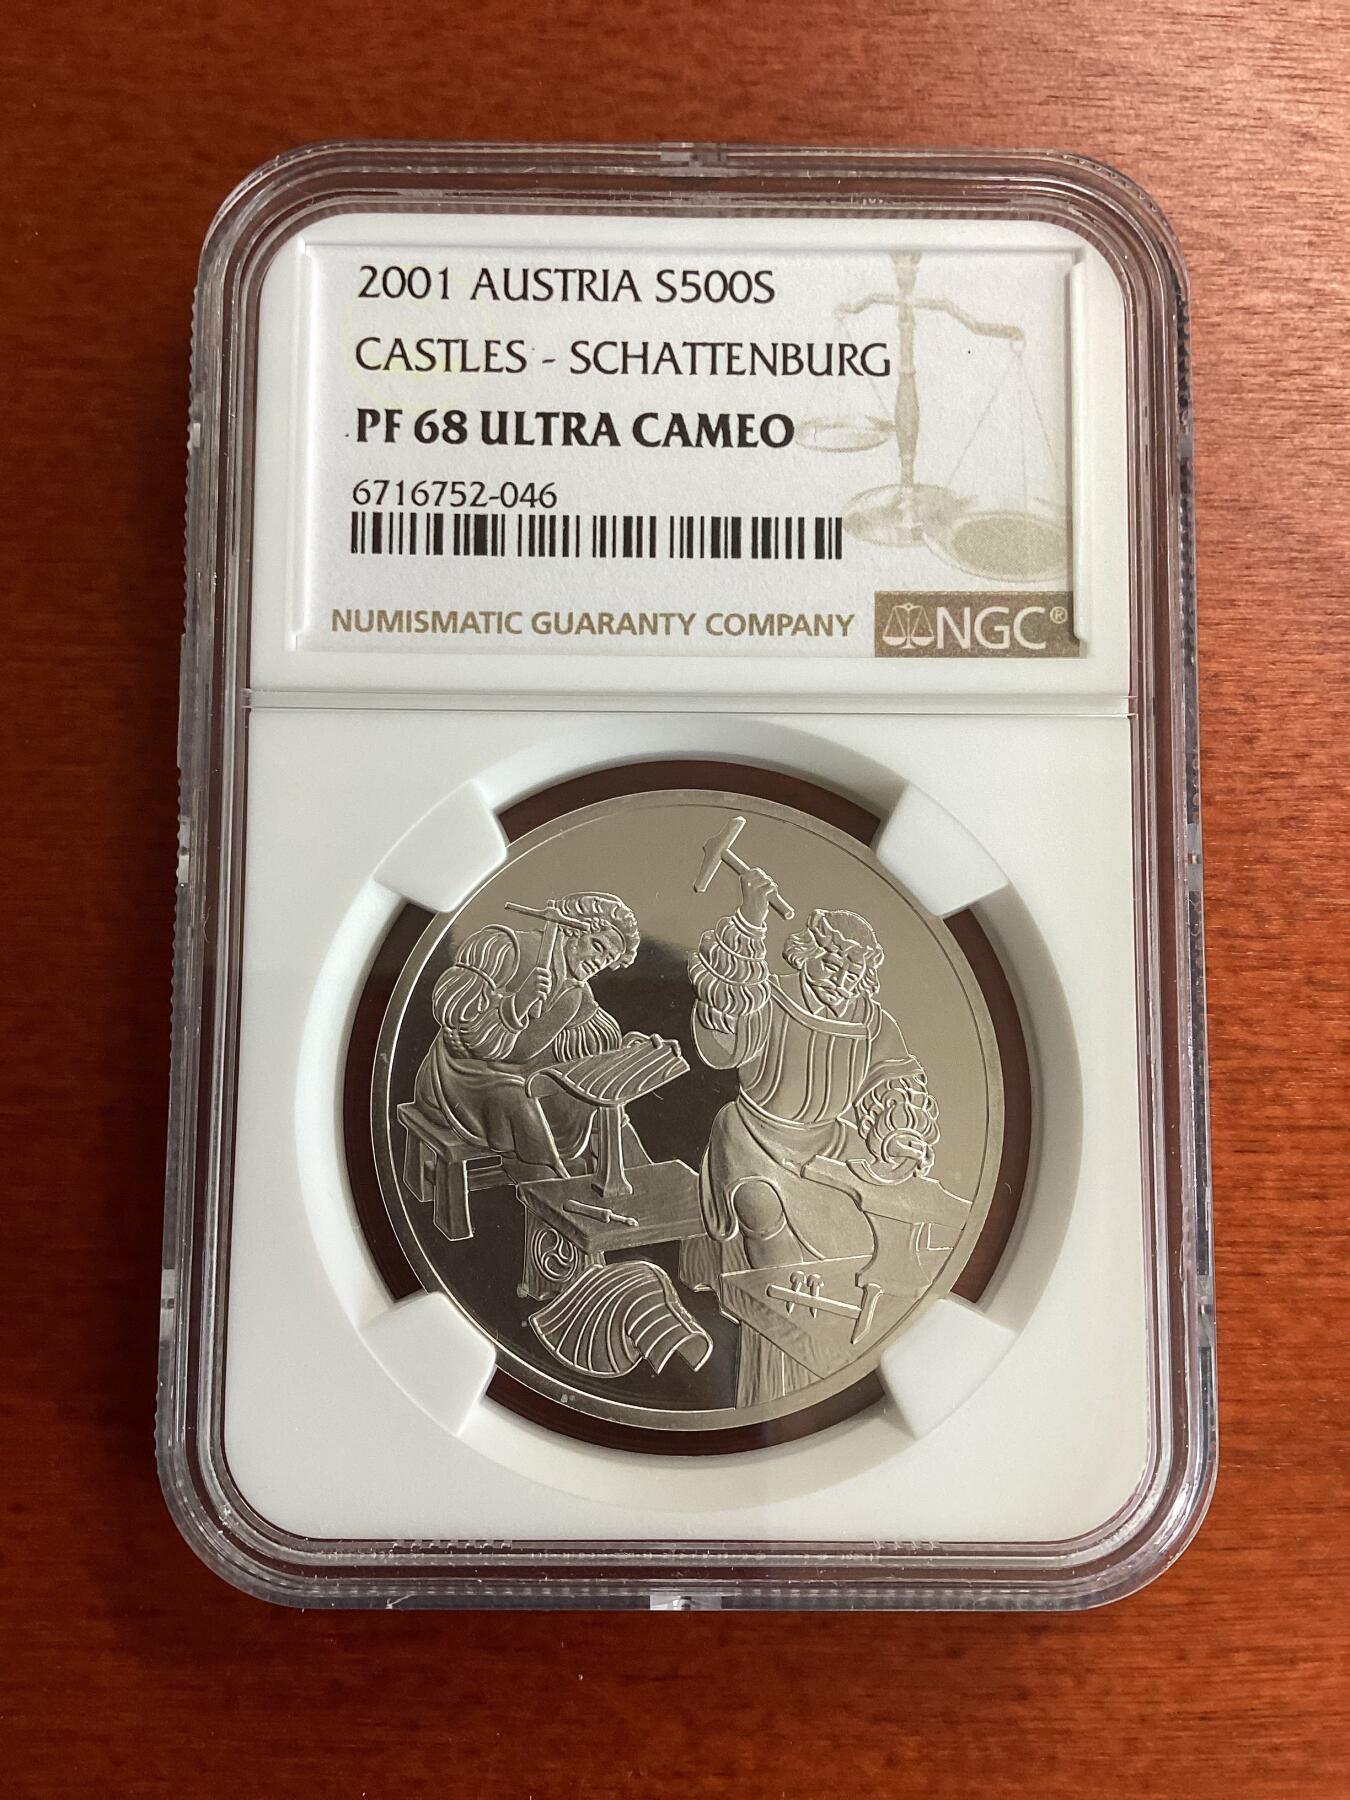 2001 AUSTRIA S500S
CASTLES - SCHATTENBURG
PF 68 ULTRA CAMEO
6716752-046
NUMISMATIC GUARANTY COMPANY
NGC®